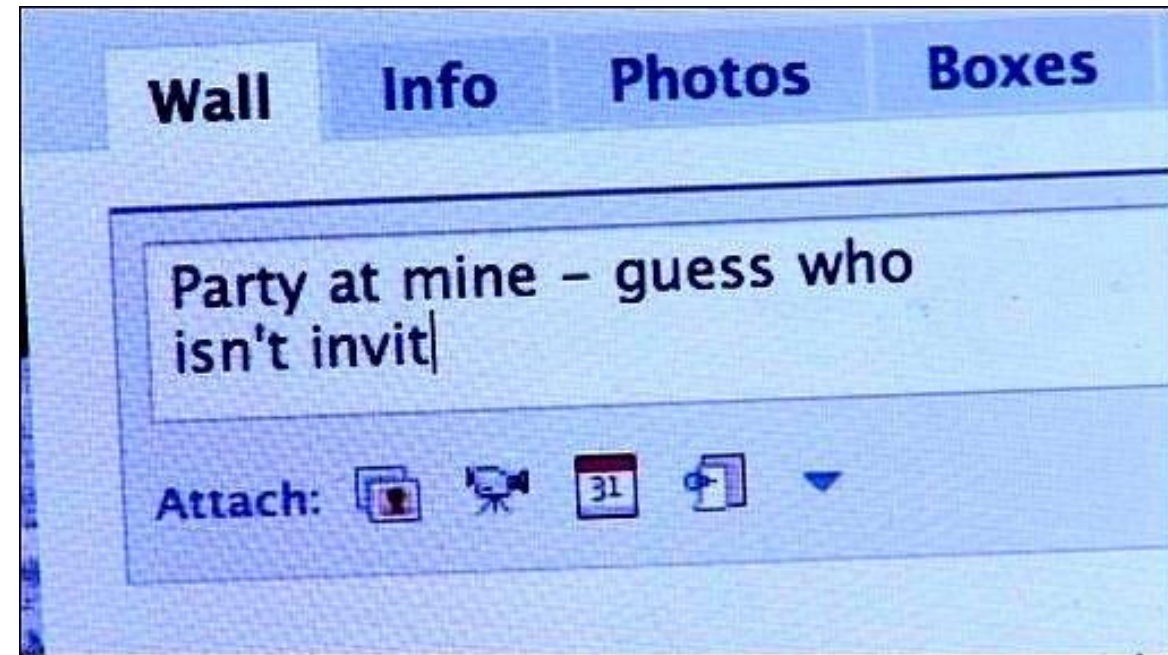 Wall Info Photos Boxes
Party at mine – guess who
isn't invit
Attach: 31